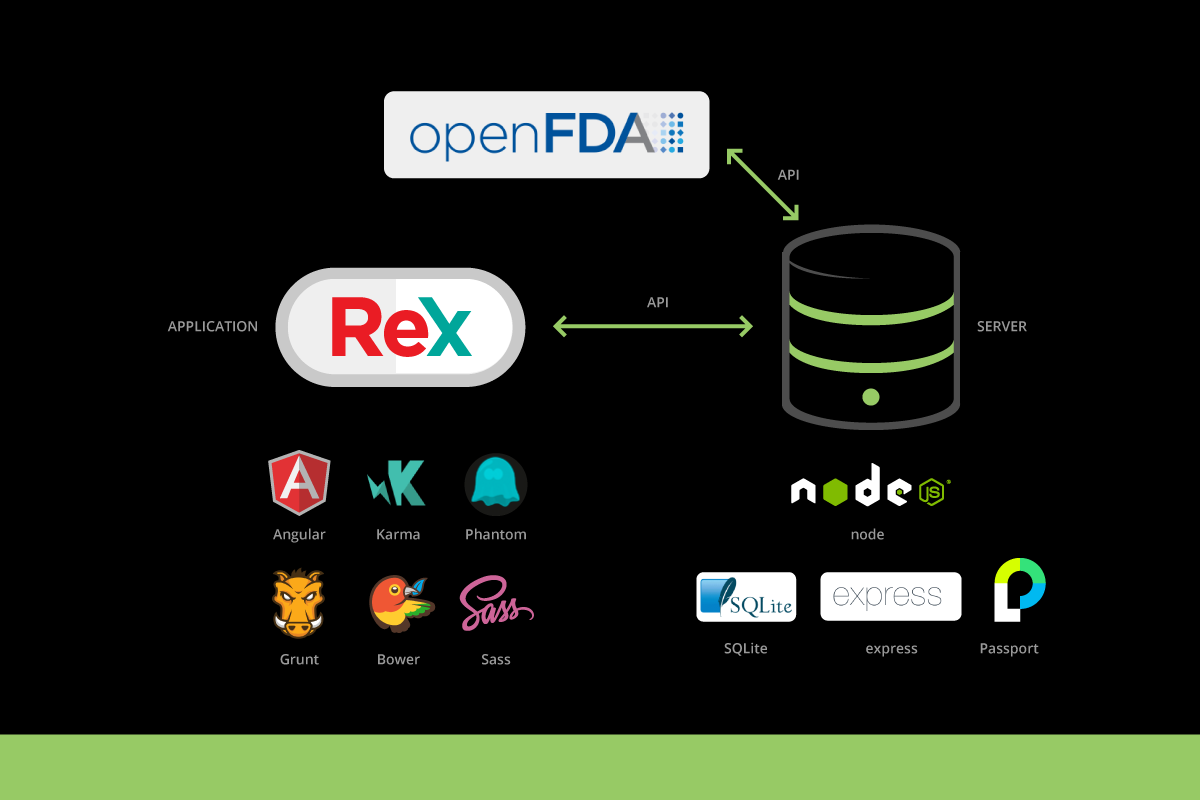 openFDA
API
API
APPLICATION
Rex
SERVER
node JS
Angular
Karma
Phantom
node
SQLite
express
Sass
SQLite
express
Passport
Grunt
Bower
Sass